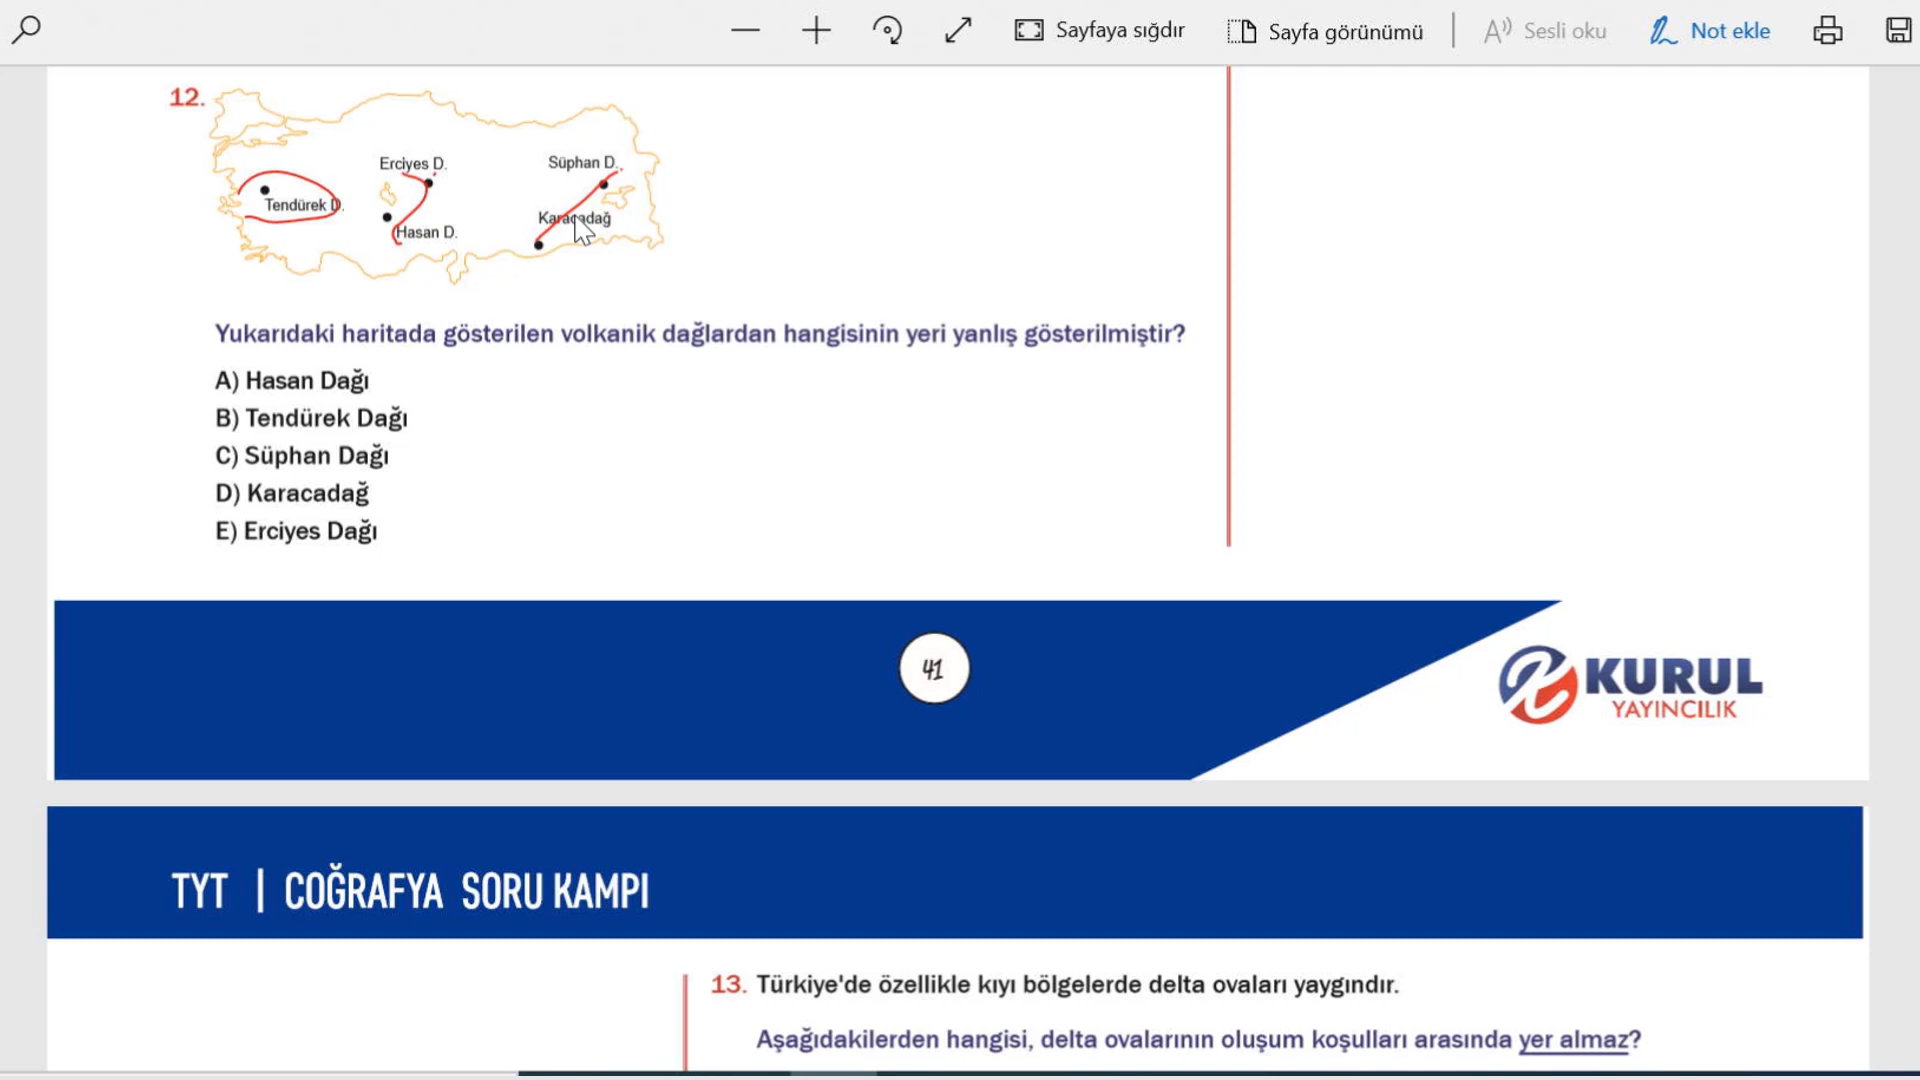 Sayfaya sığdır
Sayfa görünümü
Sesli oku
Not ekle
12.
Erciyes D.
Süphan D.
Tendürek D.
Karacadağ
Hasan D.
Yukarıdaki haritada gösterilen volkanik dağlardan hangisinin yeri yanlış gösterilmiştir?
A) Hasan Dağı
B) Tendürek Dağı
C) Süphan Dağı
D) Karacadağ
E) Erciyes Dağı
41
KURUL
YAYINCILIK
TYT | COĞRAFYA SORU KAMPI
13. Türkiye'de özellikle kıyı bölgelerde delta ovaları yaygındır.
Aşağıdakilerden hangisi, delta ovalarının oluşum koşulları arasında yer almaz?